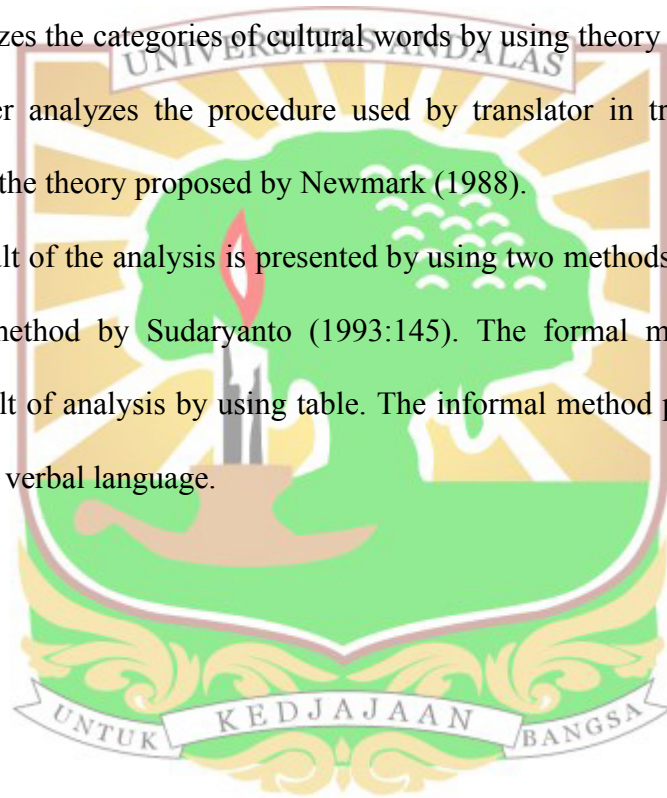 zes the categories of cultural words by using theory
UNIVERSITAS ANDALAS
er analyzes the procedure used by translator in tr
the theory proposed by Newmark (1988).
lt of the analysis is presented by using two methods
method by Sudaryanto (1993:145). The formal m
lt of analysis by using table. The informal method p
verbal language.
UNTUK KEDJAJAAN BANGSA